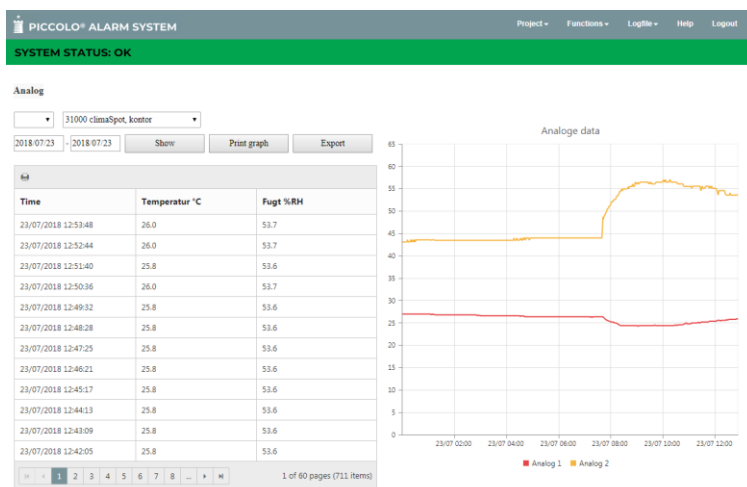 PICCOLO® ALARM SYSTEM
Project Functions Logfile Help Logout
SYSTEM STATUS: OK
Analog
31000 climaSpot, kontor
2018/07/23 - 2018/07/23 Show Print graph Export
Time Temperatur °C Fugt %RH
23/07/2018 12:53:48 26.0 53.7
23/07/2018 12:52:44 26.0 53.7
23/07/2018 12:51:40 25.8 53.6
23/07/2018 12:50:36 26.0 53.7
23/07/2018 12:49:32 25.8 53.6
23/07/2018 12:48:28 25.8 53.6
23/07/2018 12:47:25 25.8 53.6
23/07/2018 12:46:21 25.8 53.6
23/07/2018 12:45:17 25.8 53.6
23/07/2018 12:44:13 25.8 53.6
23/07/2018 12:43:09 25.8 53.6
23/07/2018 12:42:05 25.8 53.6
1 2 3 4 5 6 7 8 ... 1 of 60 pages (711 items)
Analoge data
65
60
55
50
45
40
35
30
25
20
15
10
5
0
23/07 02:00 23/07 04:00 23/07 06:00 23/07 08:00 23/07 10:00 23/07 12:00
Analog 1 Analog 2